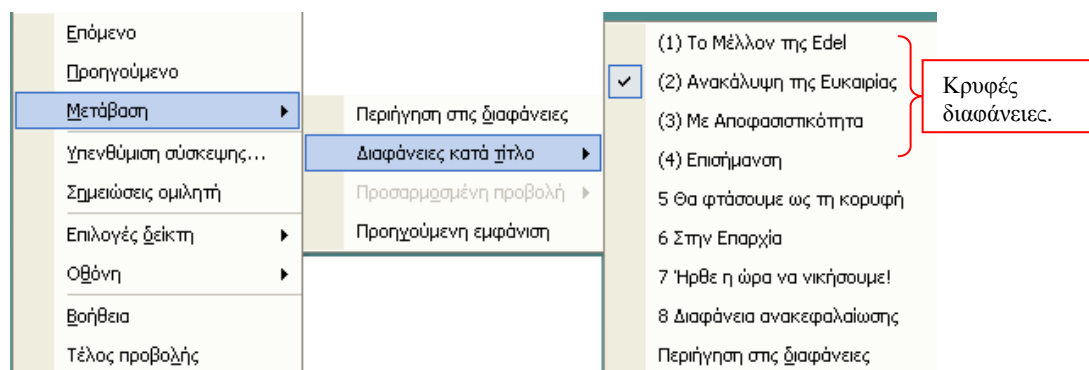 Επόμενο
Προηγούμενο
Μετάβαση
Υπενθύμιση σύσκεψης...
Σημειώσεις ομιλητή
Επιλογές δείκτη
Οθόνη
Βοήθεια
Τέλος προβολής
Περιήγηση στις διαφάνειες
Διαφάνειες κατά τίτλο
Προσαρμοσμένη προβολή
Προηγούμενη εμφάνιση
(1) Το Μέλλον της Edel
(2) Ανακάλυψη της Ευκαιρίας
(3) Με Αποφασιστικότητα
(4) Επισήμανση
5 Θα φτάσουμε ως τη κορυφή
6 Στην Επαρχία
7 Ήρθε η ώρα να νικήσουμε!
8 Διαφάνεια ανακεφαλαίωσης
Περιήγηση στις διαφάνειες
Κρυφές
διαφάνειες.